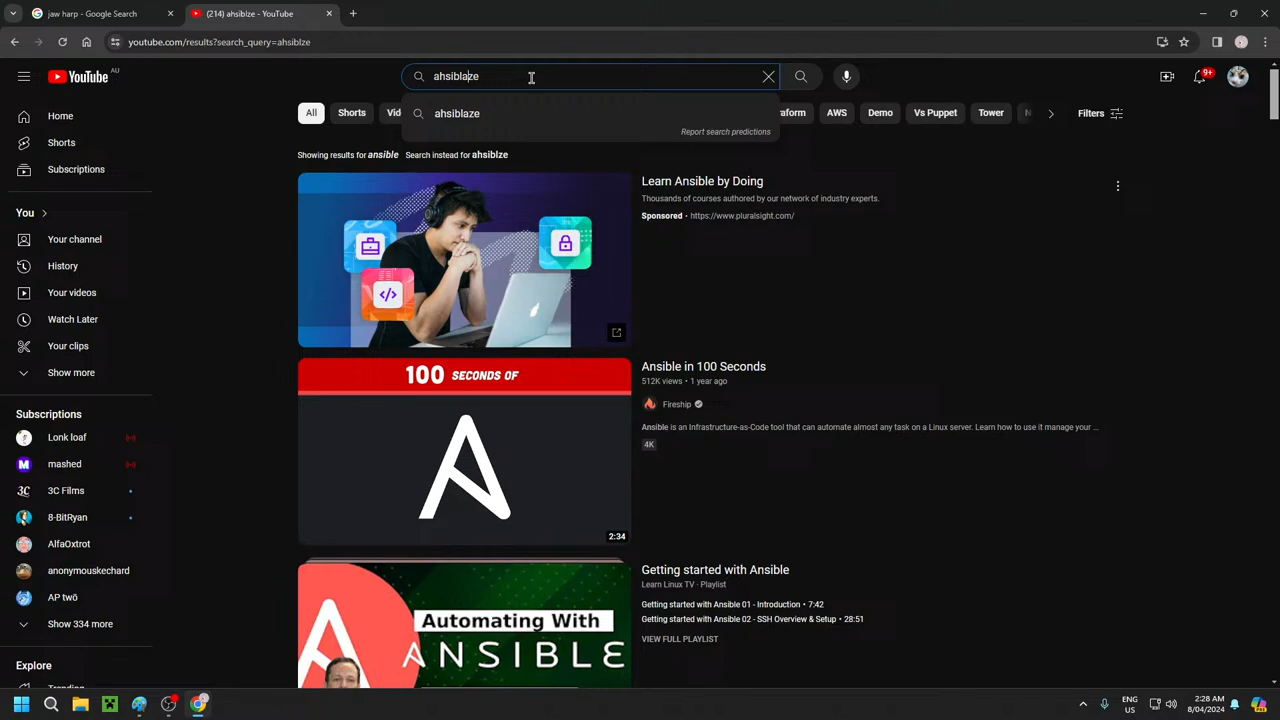 jaw harp - Google Search
(214) ahsiblze - YouTube
youtube.com/results?search_query=ahsiblze
YouTube AU
ahsiblaze
9+
ahsiblaze
Report search predictions
All
Shorts
Vid
raform
AWS
Demo
Vs Puppet
Tower
Filters
Showing results for ansible Search instead for ahsiblze
Home
Shorts
Subscriptions
You
Your channel
History
Your videos
Watch Later
Your clips
Show more
Subscriptions
Lonk loaf
mashed
3C Films
8-BitRyan
AlfaOxtrot
anonymouskechard
AP twö
Show 334 more
Explore
Trending
Learn Ansible by Doing
Thousands of courses authored by our network of industry experts.
Sponsored • https://www.pluralsight.com/
100 SECONDS OF
2:34
Ansible in 100 Seconds
512K views • 1 year ago
Fireship
Ansible is an Infrastructure-as-Code tool that can automate almost any task on a Linux server. Learn how to use it manage your ...
4K
Automating With
ANSIBLE
Getting started with Ansible
Learn Linux TV · Playlist
Getting started with Ansible 01 - Introduction • 7:42
Getting started with Ansible 02 - SSH Overview & Setup • 28:51
VIEW FULL PLAYLIST
ENG
US
2:28 AM
8/04/2024